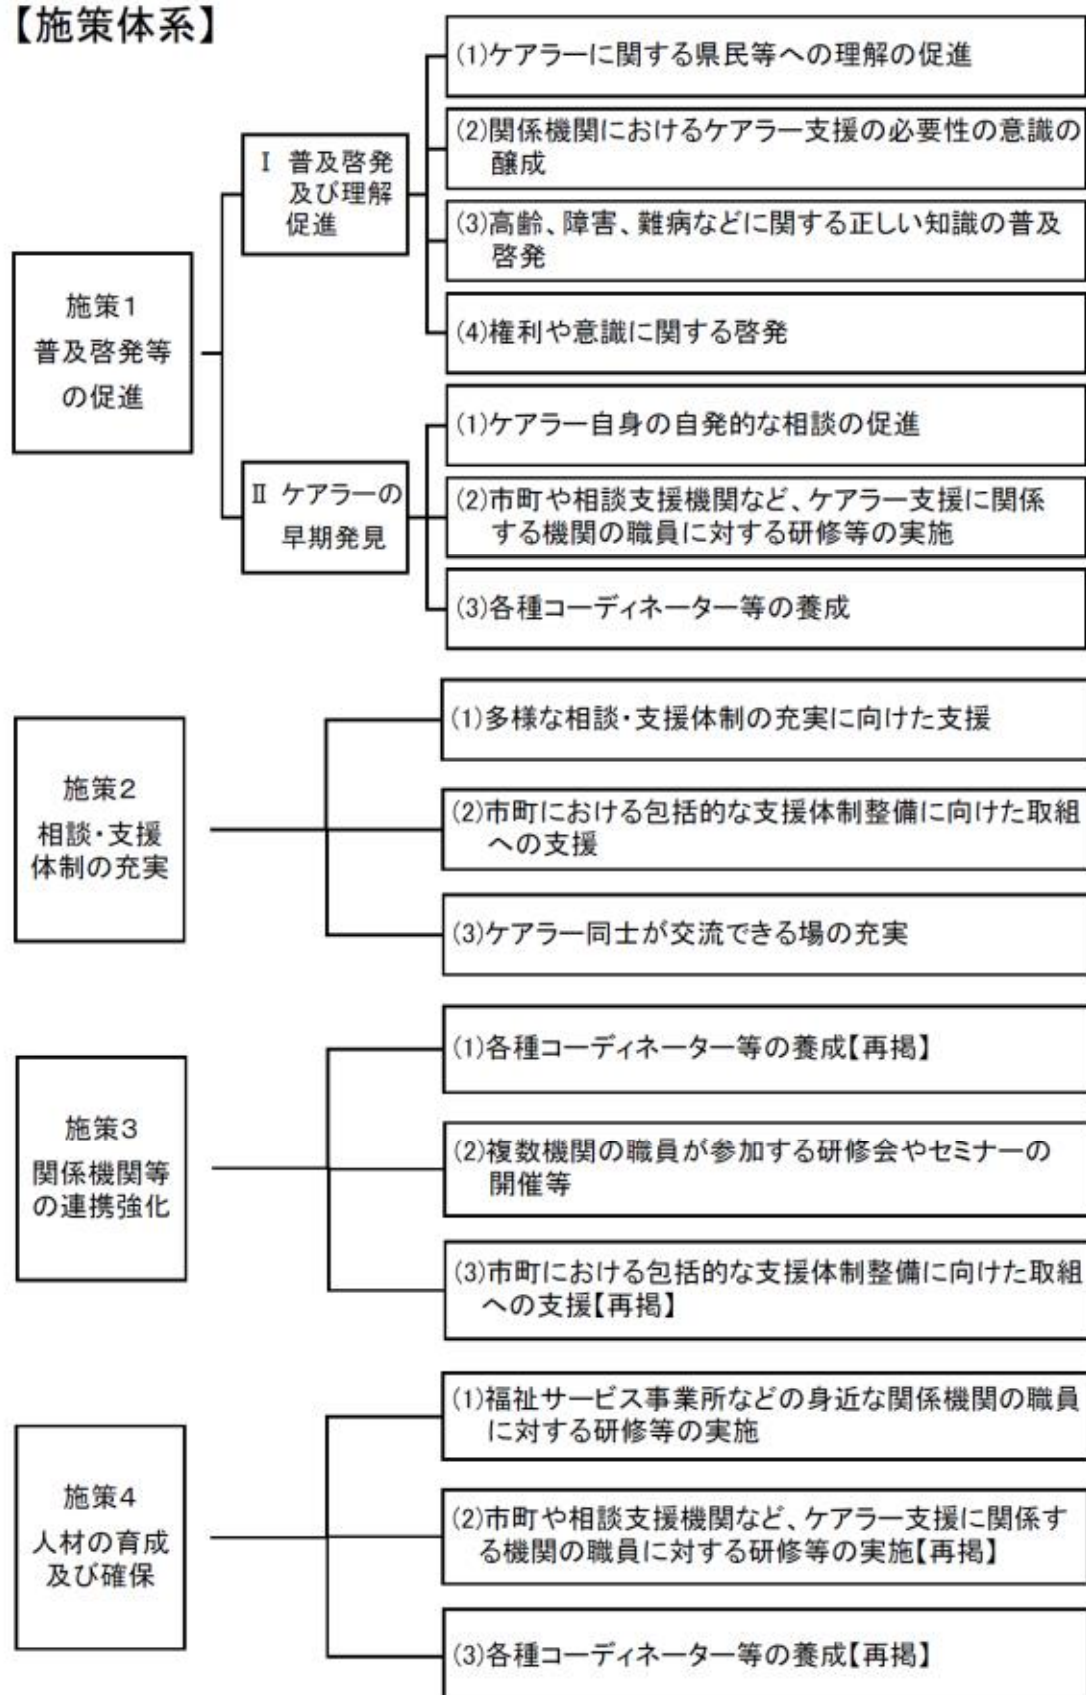 【施策体系】
施策1
普及啓発等
の促進
Ⅰ 普及啓発
及び理解
促進
(1)ケアラーに関する県民等への理解の促進
(2)関係機関におけるケアラー支援の必要性の意識の
醸成
(3)高齢、障害、難病などに関する正しい知識の普及
啓発
(4)権利や意識に関する啓発
Ⅱ ケアラーの
早期発見
(1)ケアラー自身の自発的な相談の促進
(2)市町や相談支援機関など、ケアラー支援に関係
する機関の職員に対する研修等の実施
(3)各種コーディネーター等の養成
施策2
相談・支援
体制の充実
(1)多様な相談・支援体制の充実に向けた支援
(2)市町における包括的な支援体制整備に向けた取組
への支援
(3)ケアラー同士が交流できる場の充実
施策3
関係機関等
の連携強化
(1)各種コーディネーター等の養成【再掲】
(2)複数機関の職員が参加する研修会やセミナーの
開催等
(3)市町における包括的な支援体制整備に向けた取組
への支援【再掲】
施策4
人材の育成
及び確保
(1)福祉サービス事業所などの身近な関係機関の職員
に対する研修等の実施
(2)市町や相談支援機関など、ケアラー支援に関係す
る機関の職員に対する研修等の実施【再掲】
(3)各種コーディネーター等の養成【再掲】